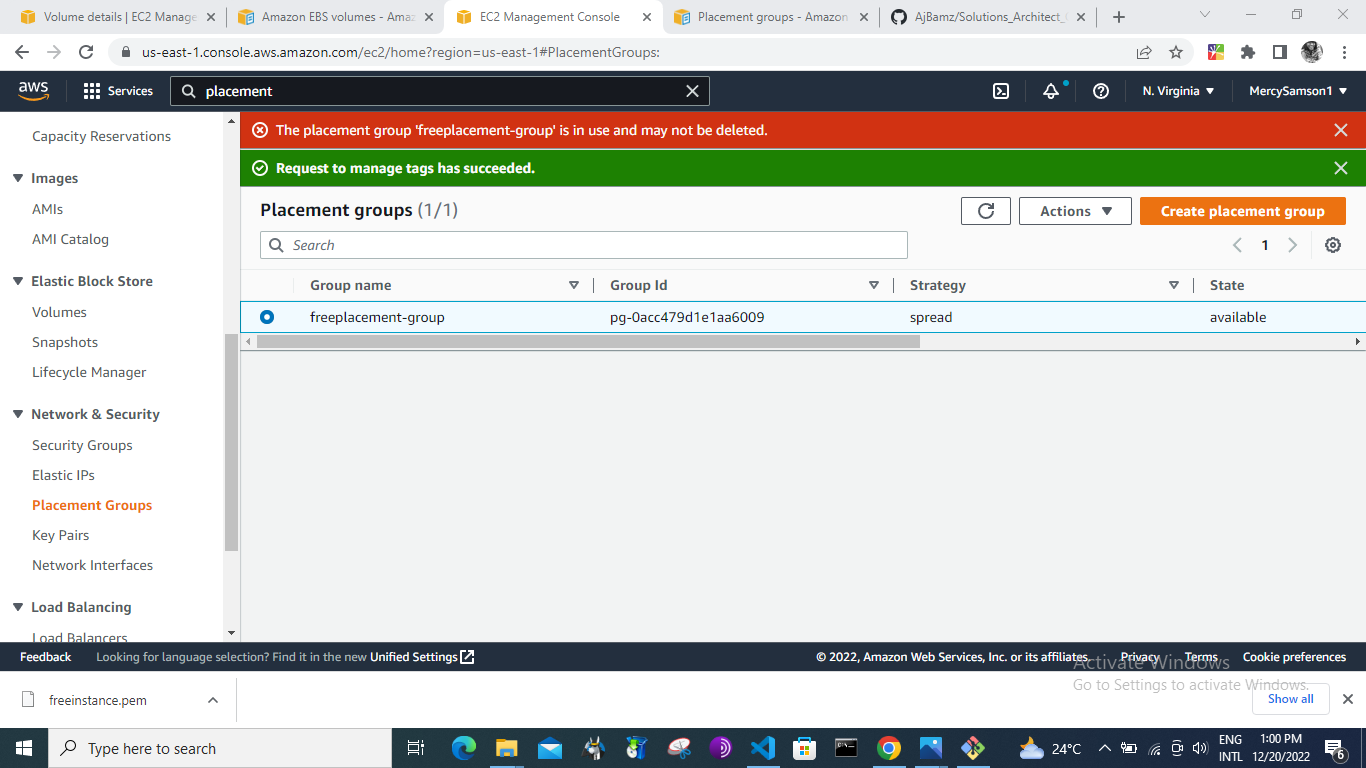 Volume details | EC2 Manage
Amazon EBS volumes - Amaz
EC2 Management Console
Placement groups - Amazon
AjBamz/Solutions_Architect_
us-east-1.console.aws.amazon.com/ec2/home?region=us-east-1#PlacementGroups:
aws
Services
placement
N. Virginia
MercySamson1
Capacity Reservations
Images
AMIs
AMI Catalog
Elastic Block Store
Volumes
Snapshots
Lifecycle Manager
Network & Security
Security Groups
Elastic IPs
Placement Groups
Key Pairs
Network Interfaces
Load Balancing
Load Balancers
The placement group 'freeplacement-group' is in use and may not be deleted.
Request to manage tags has succeeded.
Placement groups (1/1)
Actions
Create placement group
Search
1
Group name Group Id Strategy State
freeplacement-group pg-0acc479d1e1aa6009 spread available
Feedback Looking for language selection? Find it in the new Unified Settings
© 2022, Amazon Web Services, Inc. or its affiliates. Privacy Terms Cookie preferences
Activate Windows
Go to Settings to activate Windows.
freeinstance.pem
Show all
Type here to search
24°C
ENG
INTL
1:00 PM
12/20/2022
6